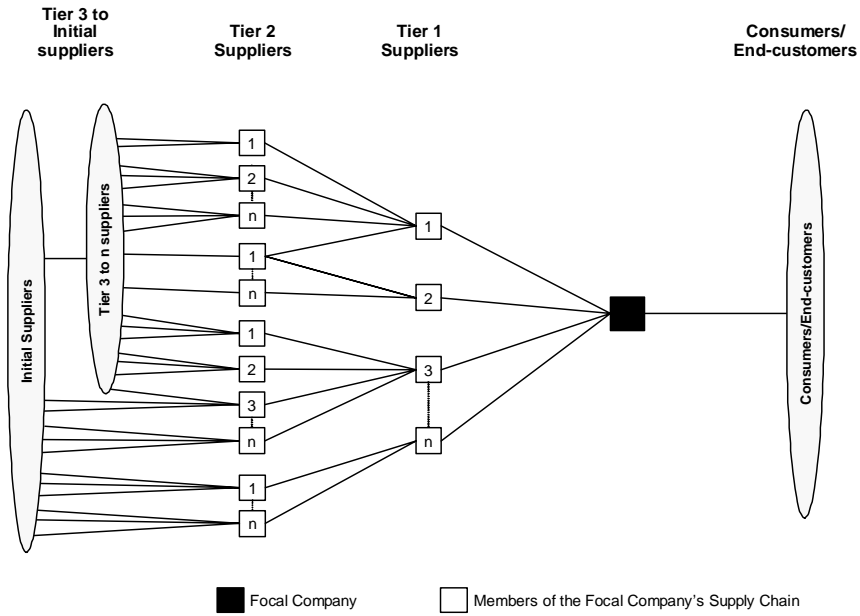 Tier 3 to
Initial
suppliers
Tier 2
Suppliers
Tier 1
Suppliers
Consumers/
End-customers
Initial Suppliers
Tier 3 to n suppliers
1
2
n
1
n
1
2
3
n
1
n
1
2
3
n
Consumers/End-customers
Focal Company
Members of the Focal Company's Supply Chain